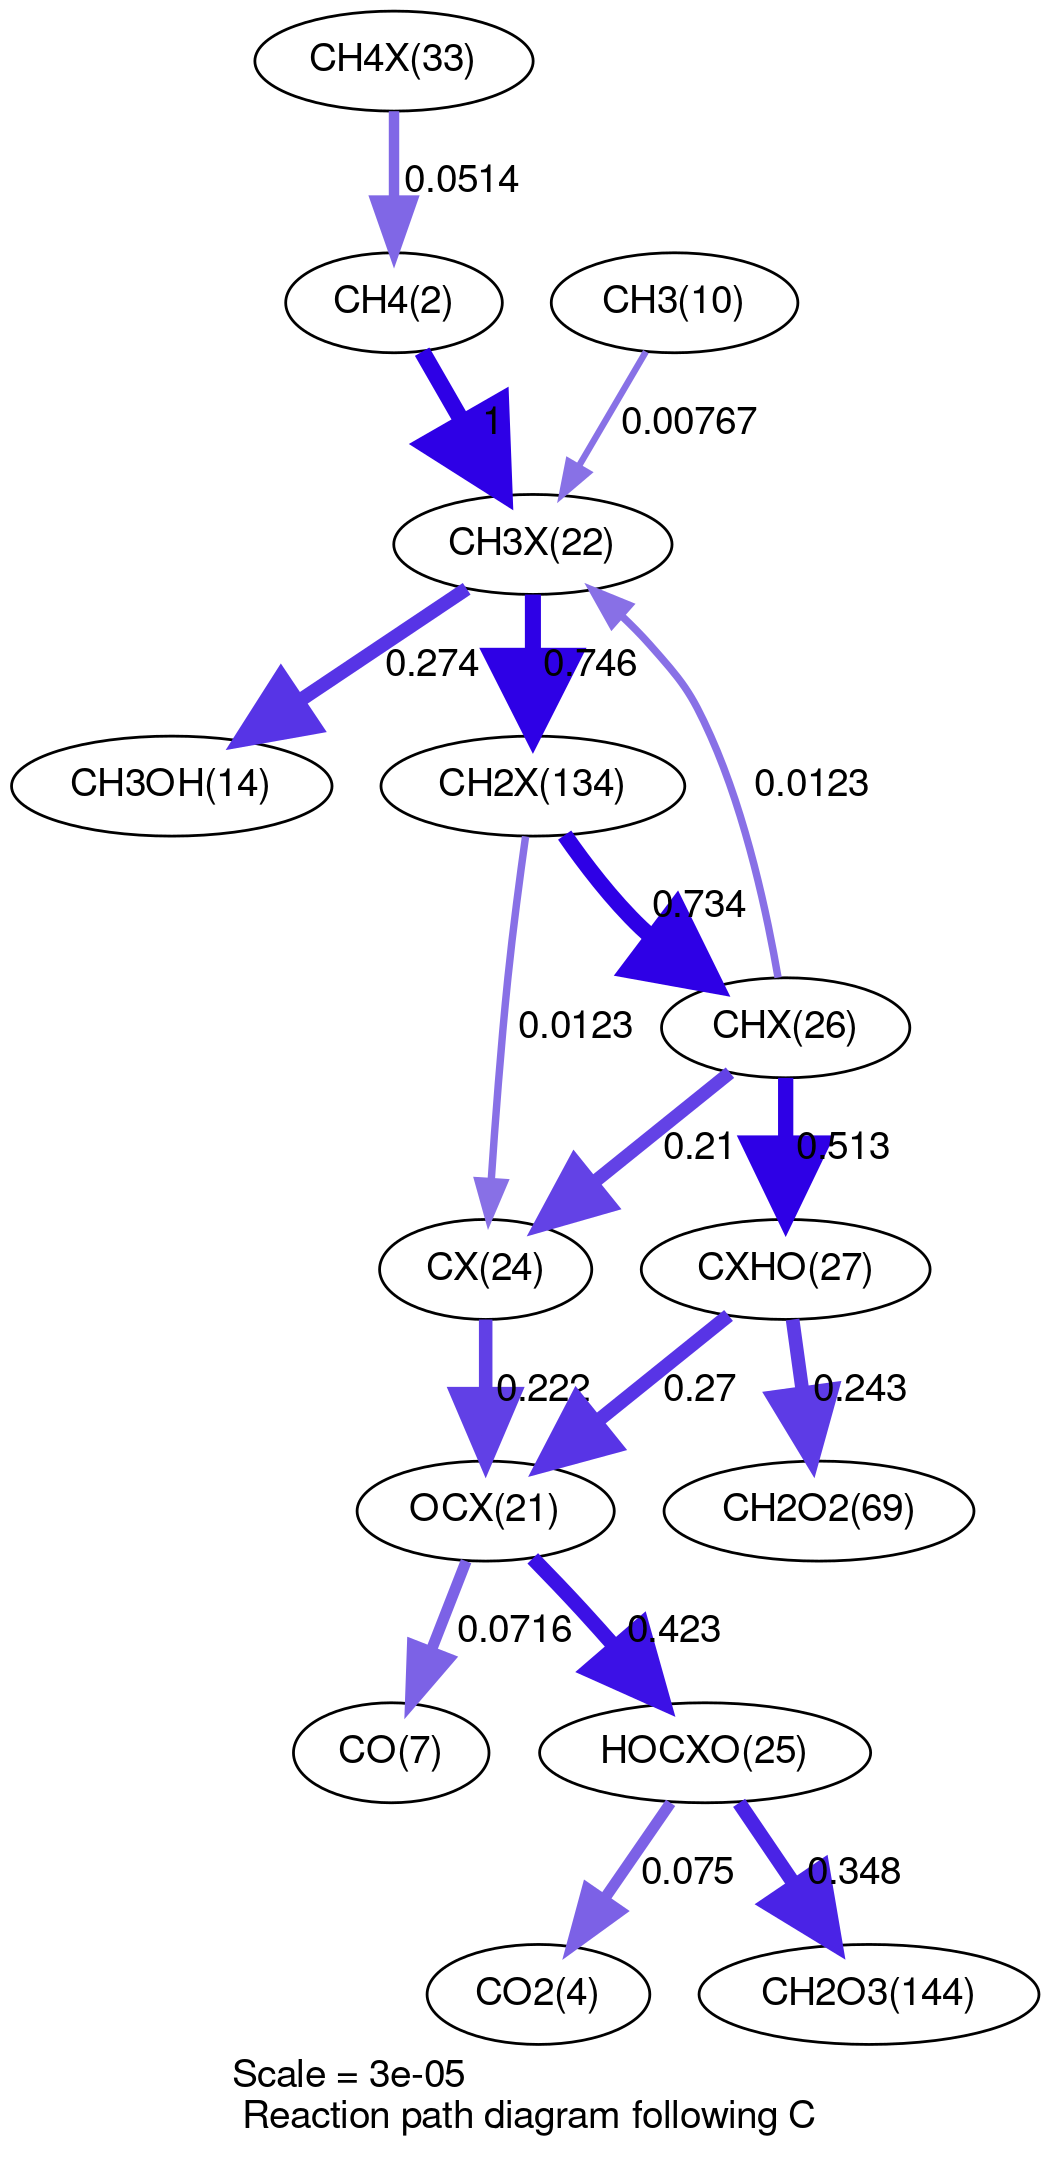 CH4X(33)
0.0514
CH4(2)
CH3(10)
1
0.00767
CH3X(22)
0.274
0.746
CH3OH(14)
CH2X(134)
0.0123
0.734
0.0123
CHX(26)
0.21
0.513
CX(24)
CXHO(27)
0.222
0.27
0.243
OCX(21)
CH2O2(69)
0.0716
0.423
CO(7)
HOCXO(25)
0.075
0.348
CO2(4)
CH2O3(144)
Scale = 3e-05
Reaction path diagram following C